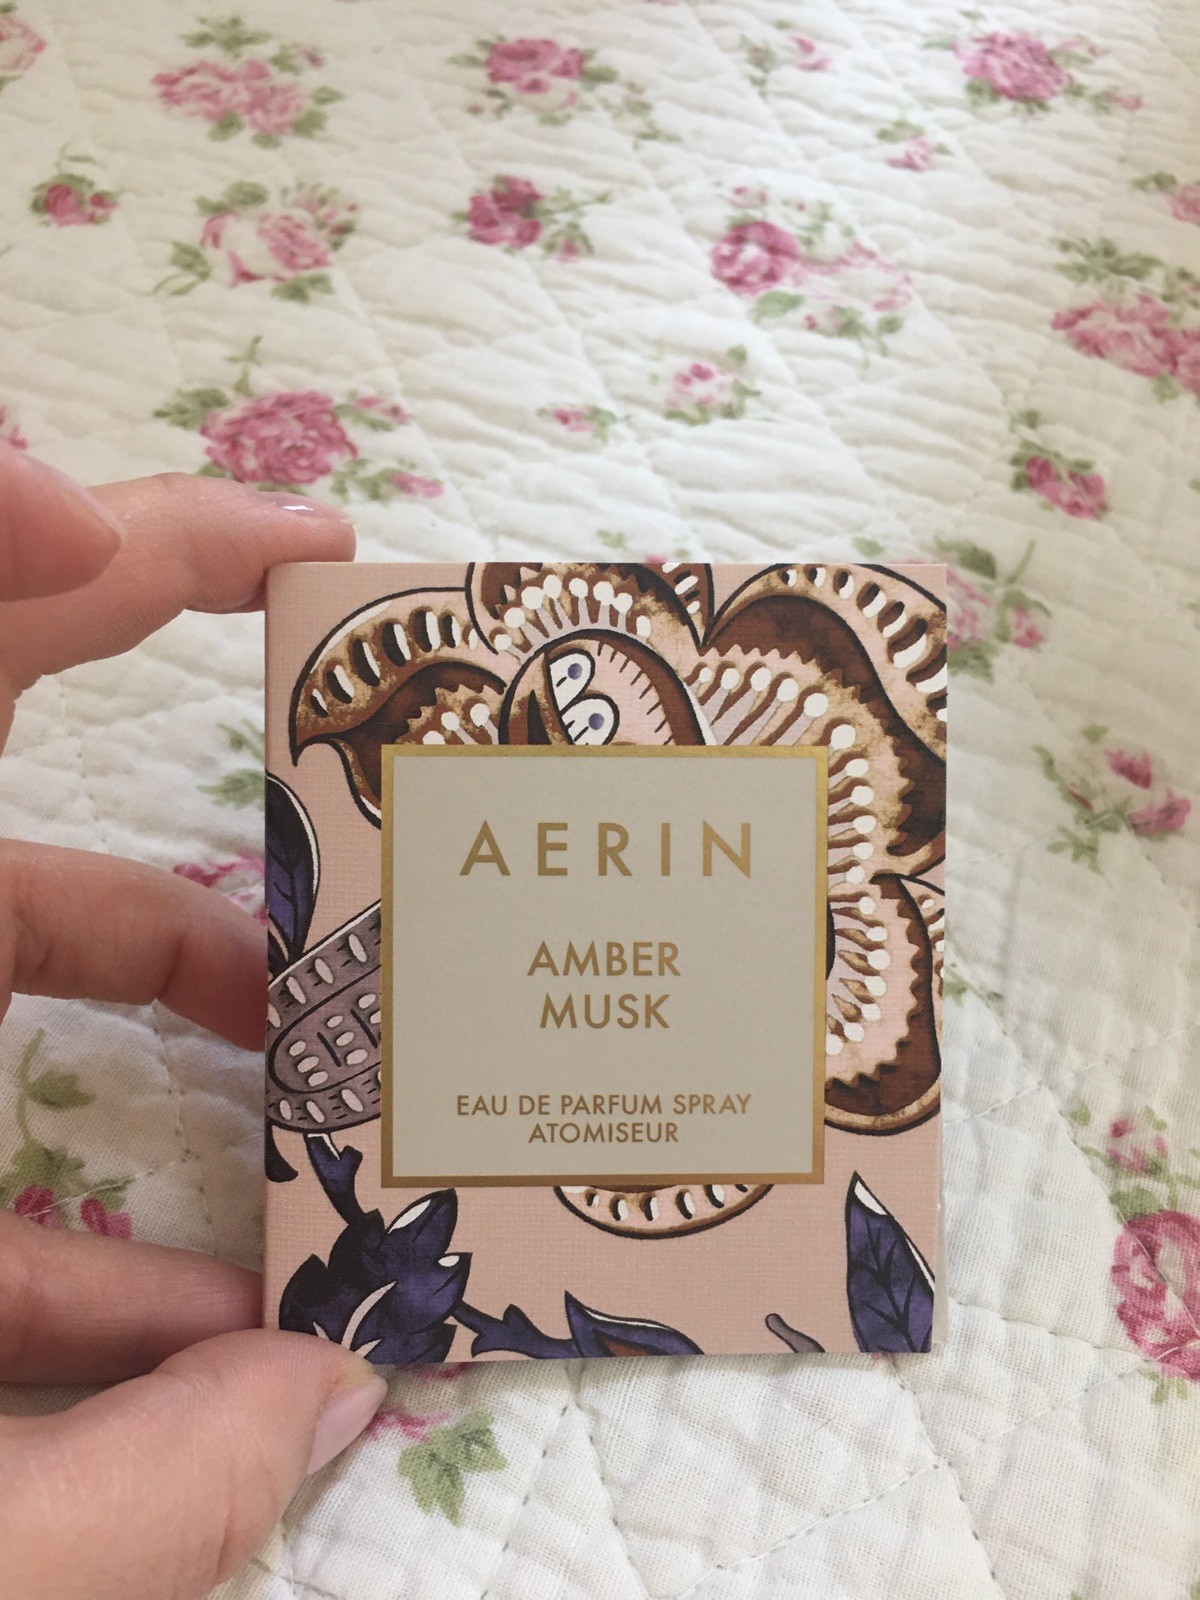 AERIN
AMBER
MUSK
EAU DE PARFUM SPRAY
ATOMISEUR